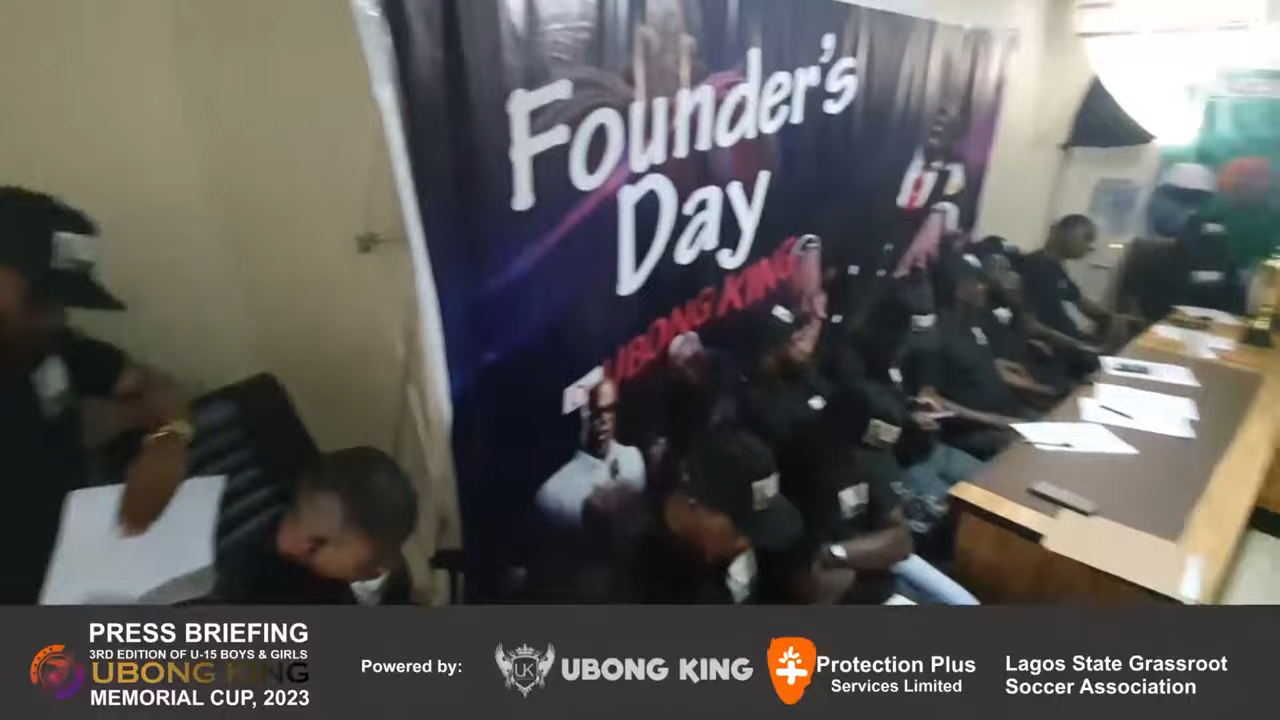 Founder's
Day
UBONG KING
PRESS BRIEFING
3RD EDITION OF U-15 BOYS & GIRLS
UBONG KING
MEMORIAL CUP, 2023
Powered by:
UK
UBONG KING
Protection Plus
Services Limited
Lagos State Grassroot
Soccer Association